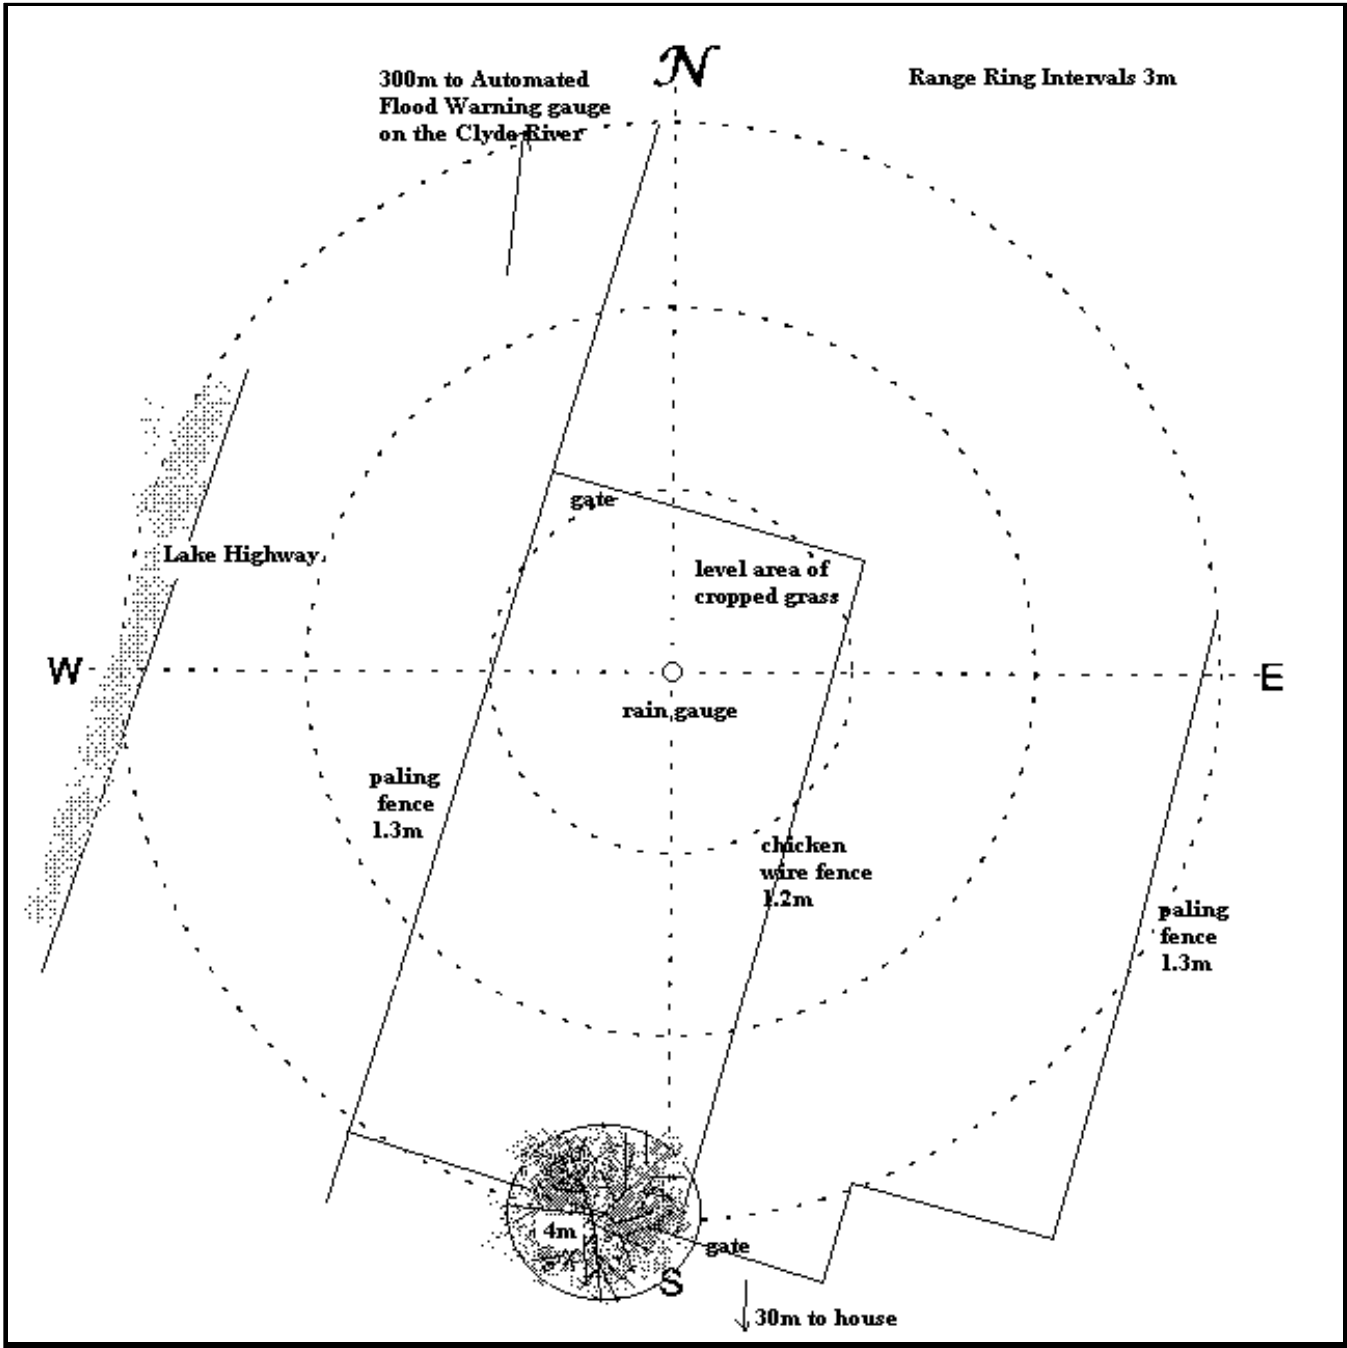 N
300m to Automated
Flood Warning gauge
on the Clyde River
Range Ring Intervals 3m
gate
Lake Highway
level area of
cropped grass
W
E
rain gauge
paling
fence
1.3m
chicken
wire fence
1.2m
paling
fence
1.3m
4m
gate
S
30m to house